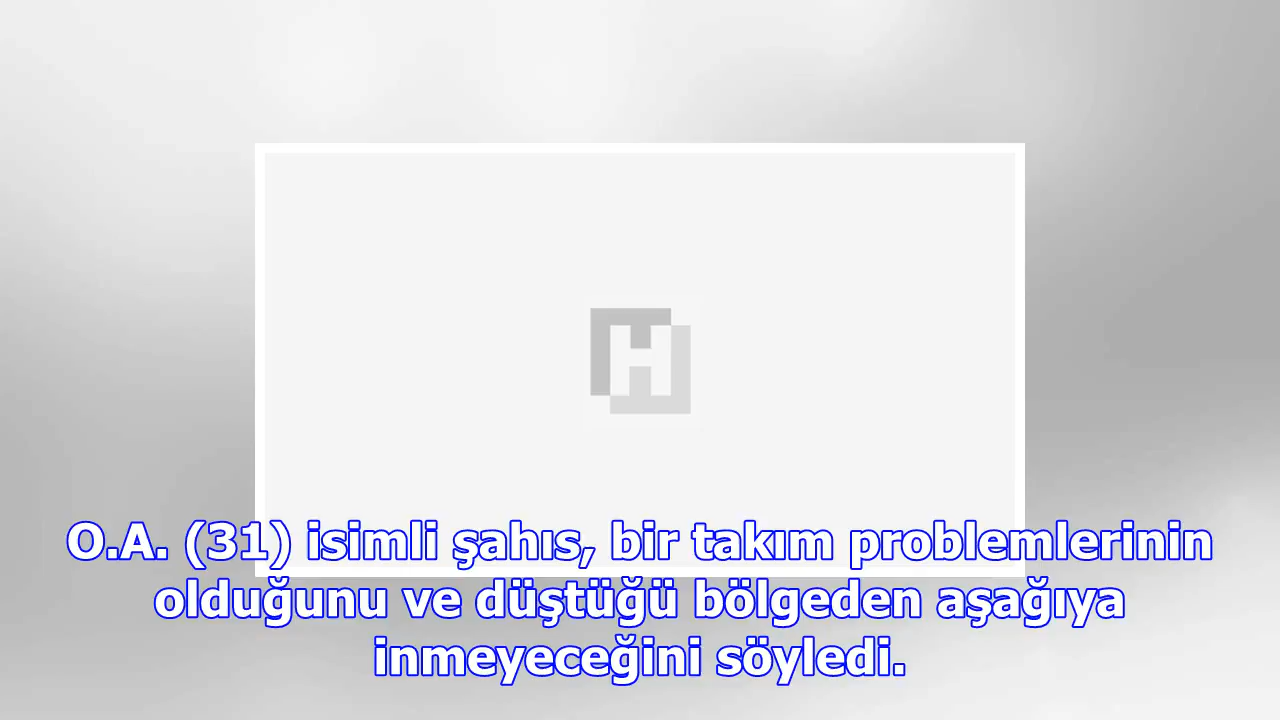 H
O.A. (31) isimli şahıs, bir takım problemlerinin
olduğunu ve düştüğü bölgeden aşağıya
inmeyeceğini söyledi.